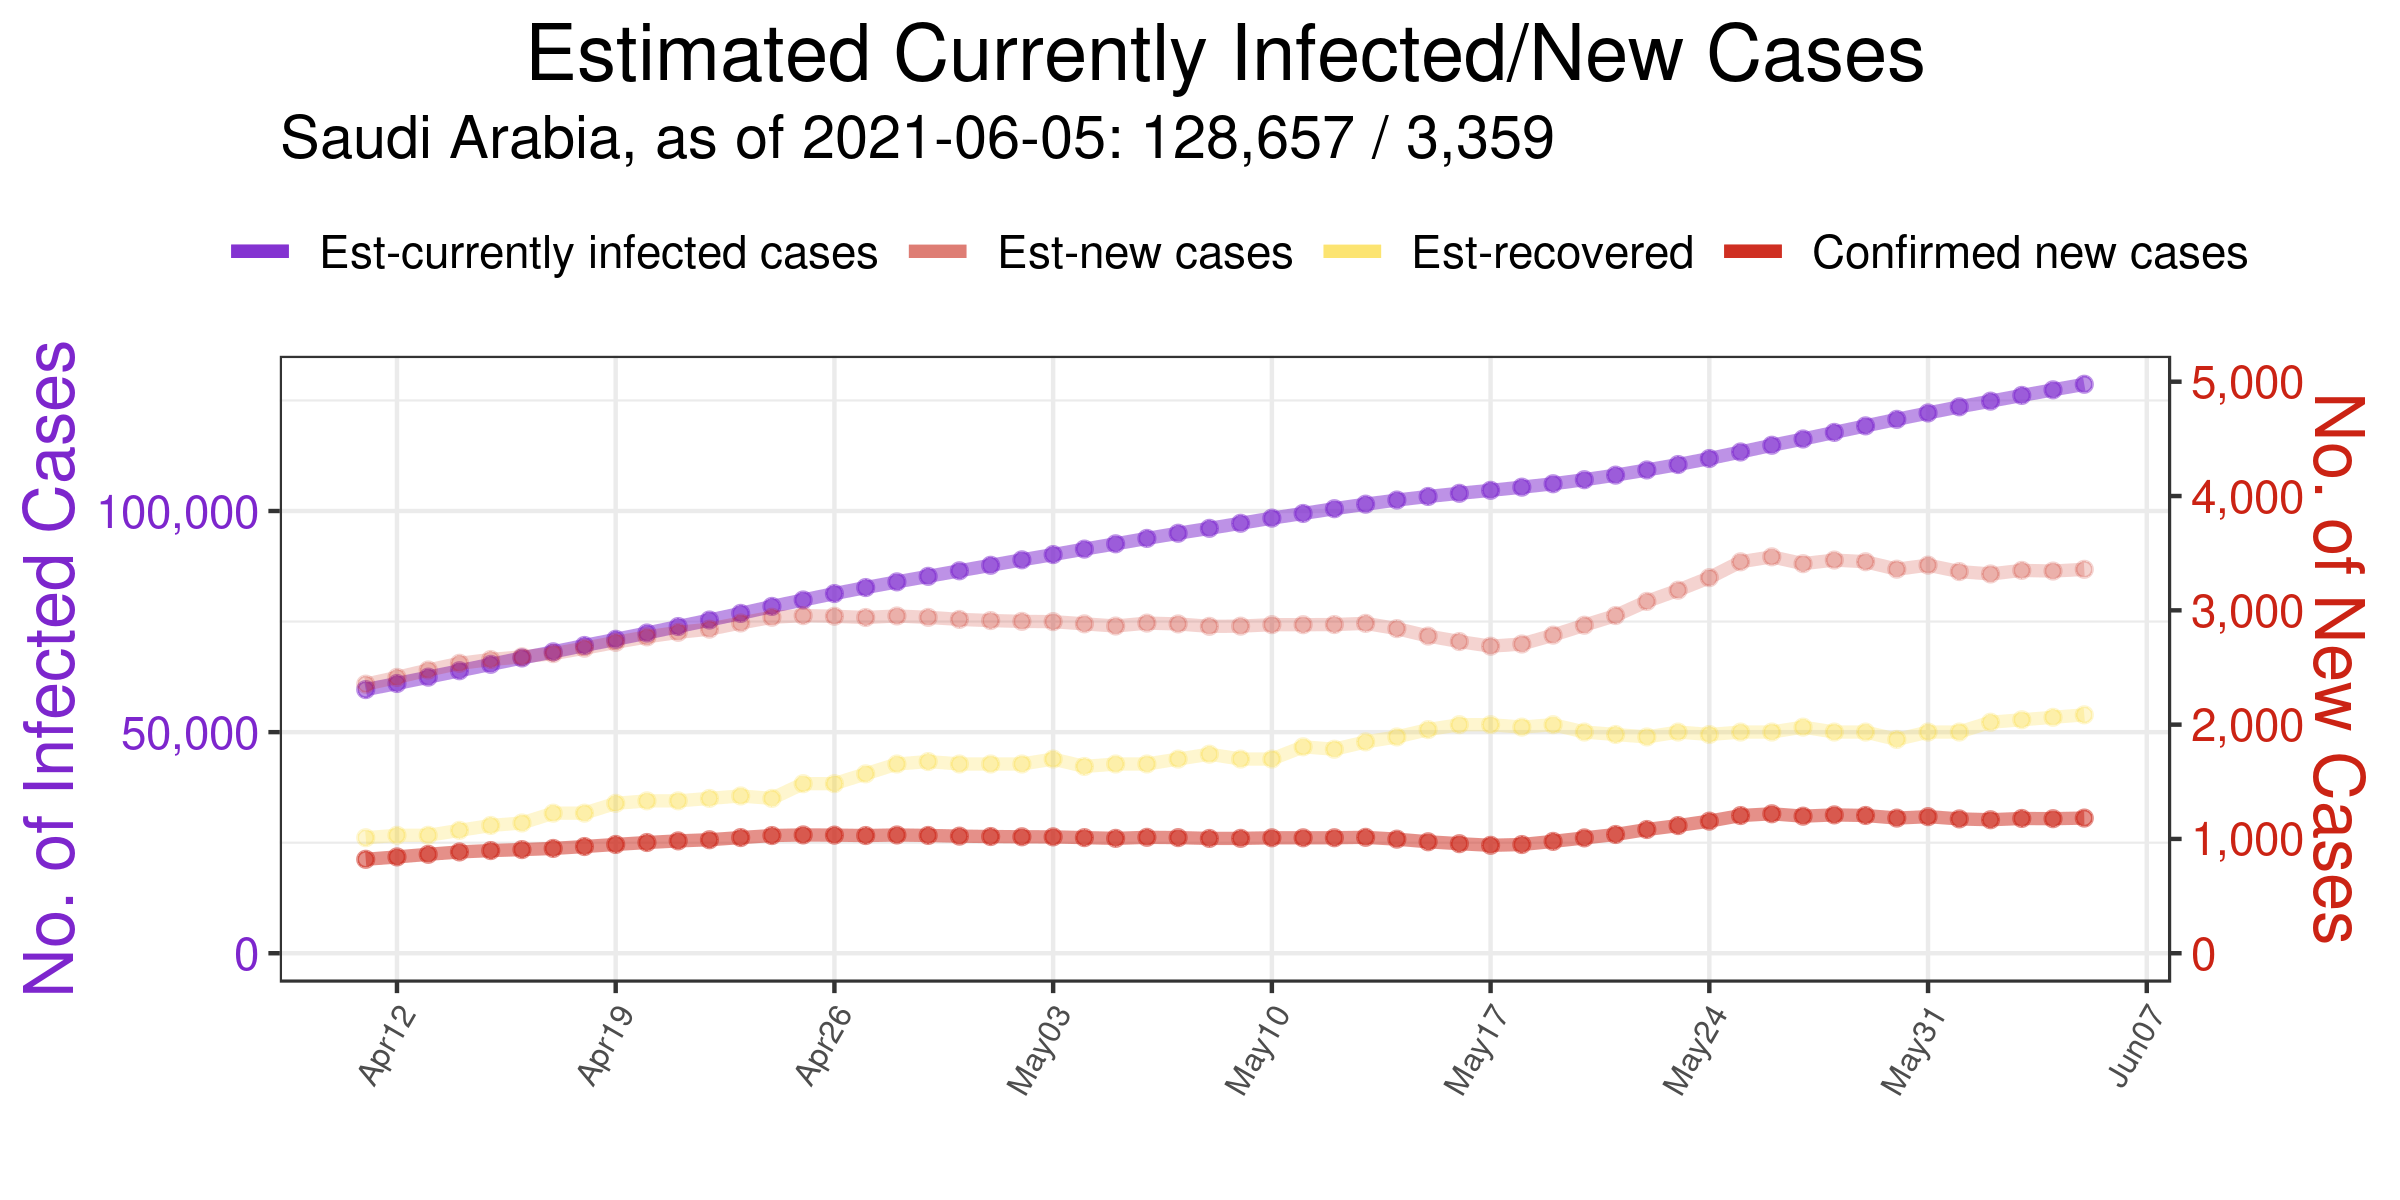 Estimated Currently Infected/New Cases
Saudi Arabia, as of 2021-06-05: 128,657 / 3,359
Est-currently infected cases Est-new cases Est-recovered Confirmed new cases
No. of Infected Cases
100,000
50,000
0
5,000
4,000
3,000
2,000
1,000
0
No. of New Cases
Apr12 Apr19 Apr26 May03 May10 May17 May24 May31 Jun07